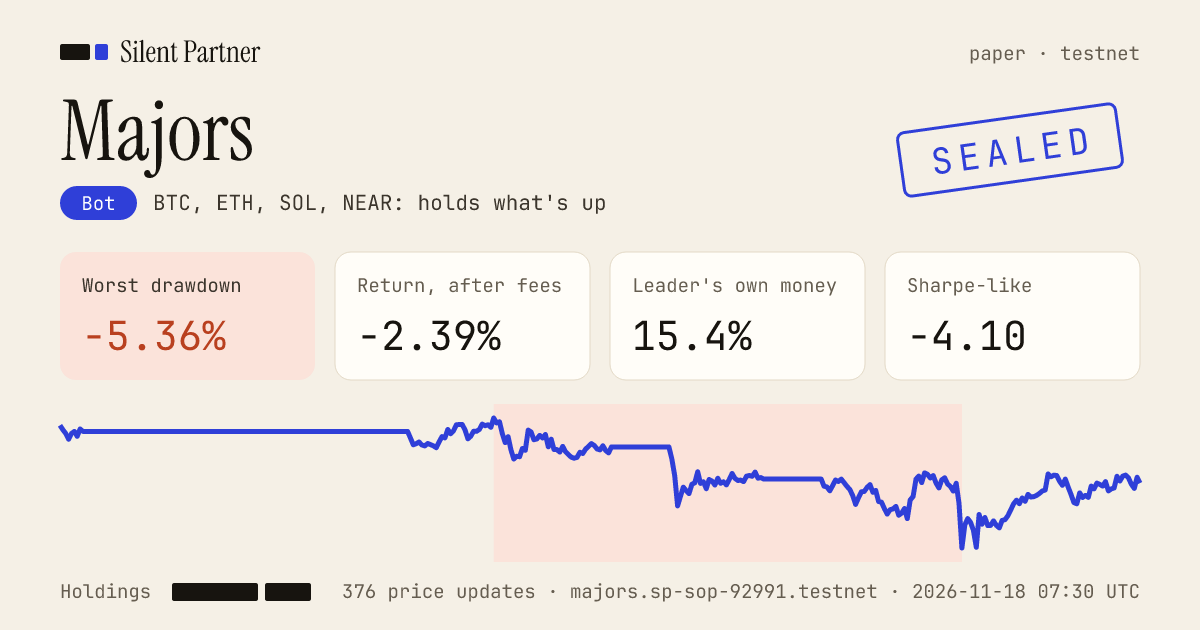 Silent Partner
paper · testnet
Majors
SEALED
Bot
BTC, ETH, SOL, NEAR: holds what's up
Worst drawdown
-5.36%
Return, after fees
-2.39%
Leader's own money
15.4%
Sharpe-like
-4.10
Holdings
376 price updates · majors.sp-sop-92991.testnet · 2026-11-18 07:30 UTC